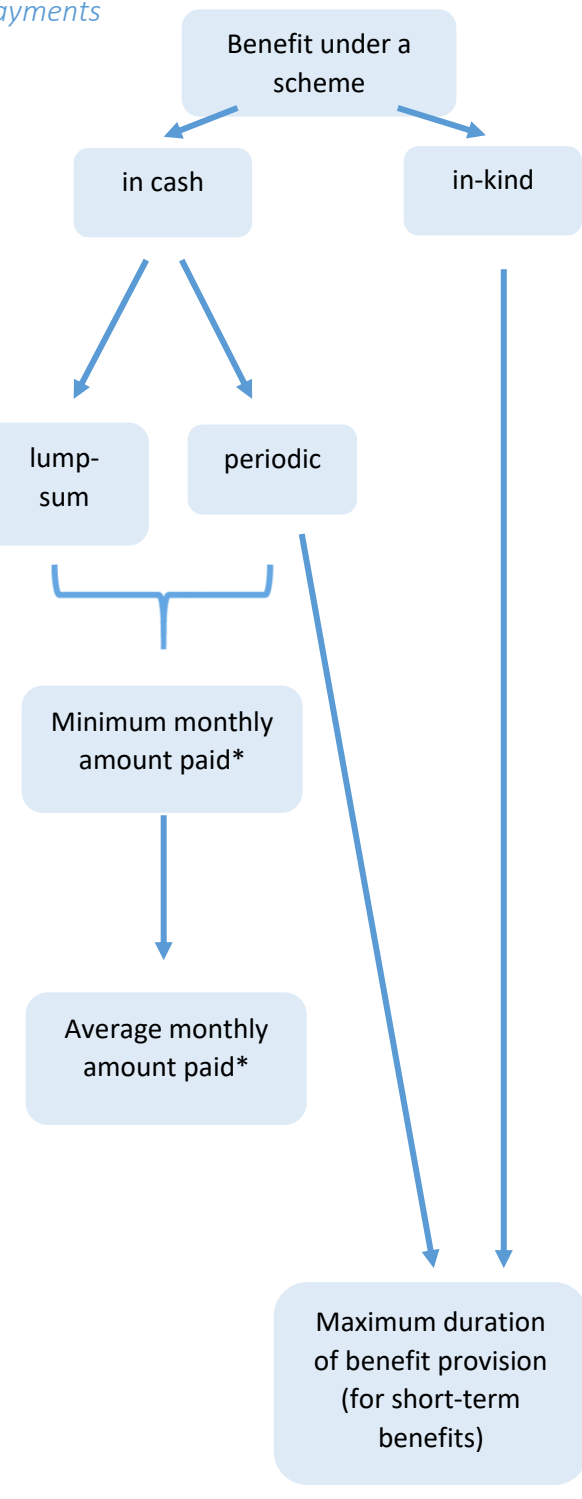 Benefit under a
scheme
in cash
in-kind
lump-
sum
periodic
Minimum monthly
amount paid*
Average monthly
amount paid*
Maximum duration
of benefit provision
(for short-term
benefits)